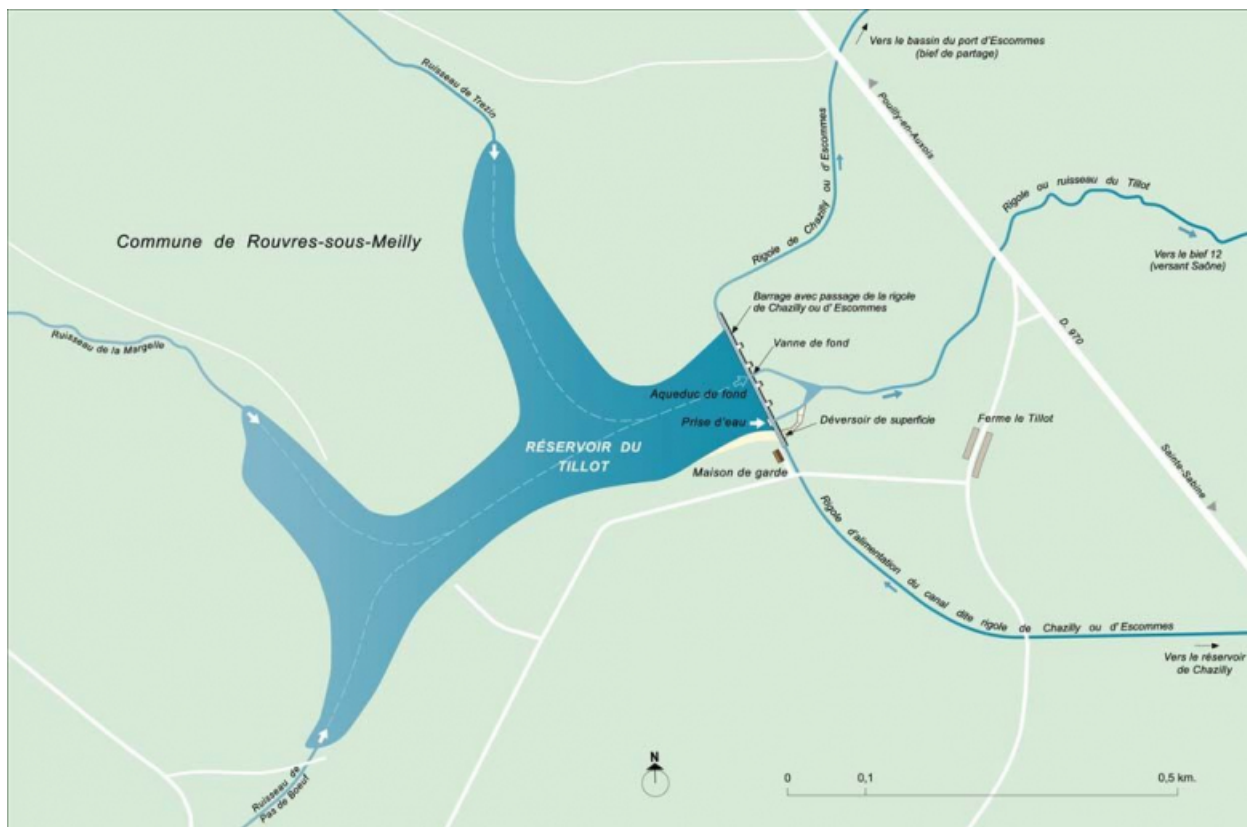 Vers le bassin du port d'Escommes
(bief de partage)
Ruisseau de Trezin
Pouilly-en-Auxois
Rigole de Chazilly ou d'Escommes
Rigole ou ruisseau du Tillot
Commune de Rouvres-sous-Meilly
Vers le bief 12
(versant Saône)
Barrage avec passage de la rigole
de Chazilly ou d'Escommes
Ruisseau de la Margelle
D. 970
Vanne de fond
Aqueduc de fond
Prise d'eau
Déversoir de superficie
Ferme le Tillot
RÉSERVOIR DU
TILLOT
Maison de garde
Sainte-Sabine
Rigole d'alimentation du canal dite rigole de Chazilly ou d'Escommes
Vers le réservoir
de Chazilly
Ruisseau de
Pas de Boeuf
N
0 0,1 0,5 km.